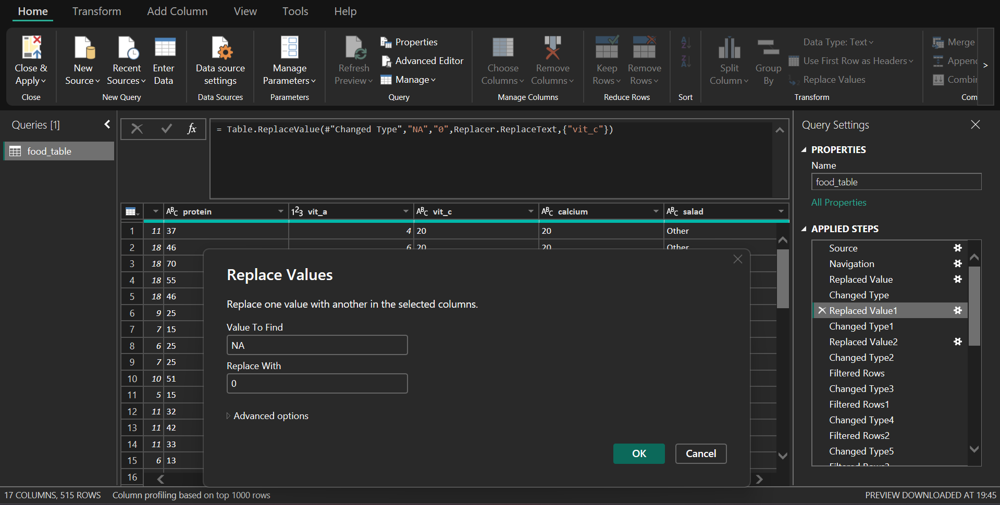 Home Transform Add Column View Tools Help
Close & Apply
New Source
Recent Sources
Enter Data
Data source settings
Manage Parameters
Refresh Preview
Properties
Advanced Editor
Manage
Choose Columns
Remove Columns
Keep Rows
Remove Rows
Split Column
Group By
Data Type: Text
Use First Row as Headers
Replace Values
Merge
Appen
Combi
Close New Query Data Sources Parameters Query Manage Columns Reduce Rows Sort Transform Com
Queries [1]
food_table
fx = Table.ReplaceValue(#"Changed Type","NA","0",Replacer.ReplaceText,{"vit_c"})
ABC protein 123 vit_a ABC vit_c ABC calcium ABC salad
1 11 37 4 20 20 Other
2 18 46 6 20 20 Other
3 18 70
4 18 55
5 18 46
6 9 25
7 7 15
8 6 25
9 7 25
10 10 51
11 5 15
12 11 32
13 11 42
14 11 33
15 6 13
16
Replace Values
Replace one value with another in the selected columns.
Value To Find
NA
Replace With
0
Advanced options
OK Cancel
Query Settings
PROPERTIES
Name
food_table
All Properties
APPLIED STEPS
Source
Navigation
Replaced Value
Changed Type
Replaced Value1
Changed Type1
Replaced Value2
Changed Type2
Filtered Rows
Changed Type3
Filtered Rows1
Changed Type4
Filtered Rows2
Changed Type5
17 COLUMNS, 515 ROWS Column profiling based on top 1000 rows PREVIEW DOWNLOADED AT 19:45